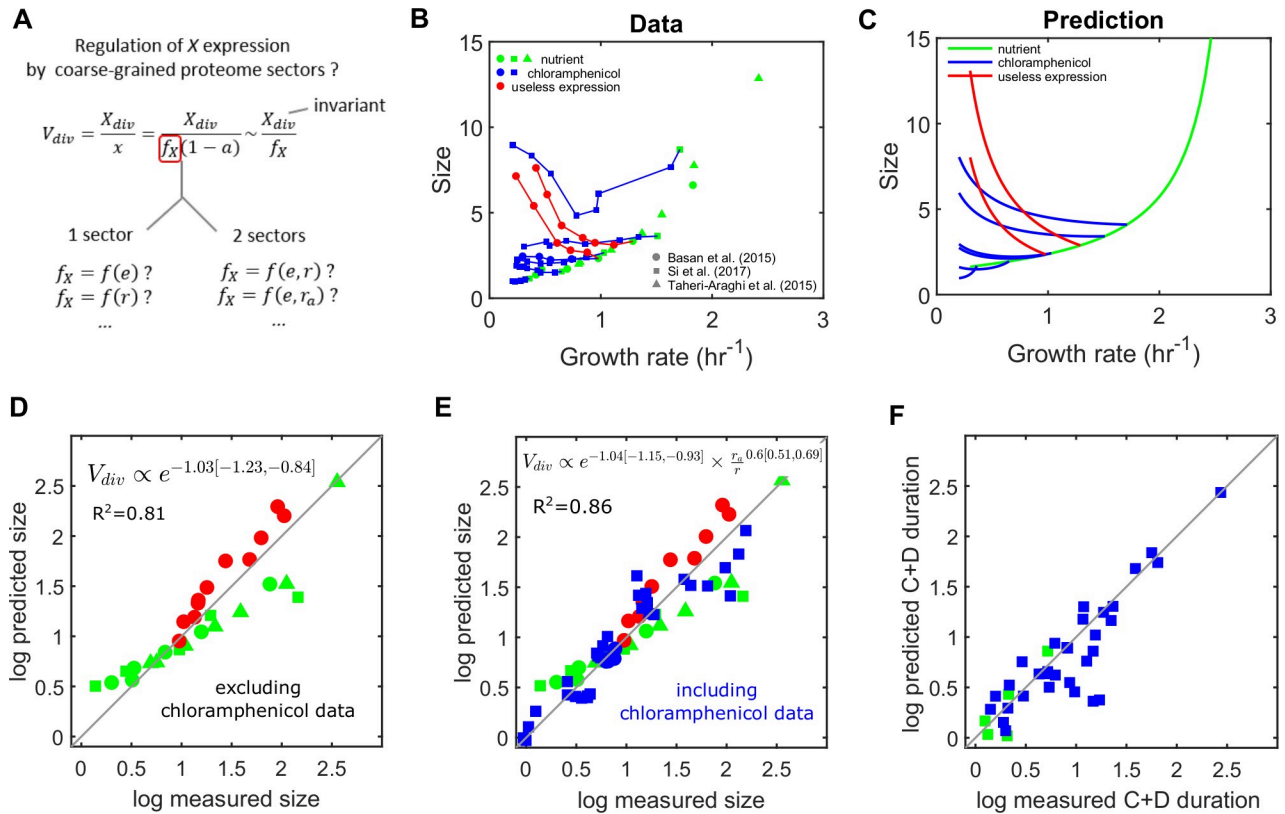 A
Regulation of X expression
by coarse-grained proteome sectors ?
invariant
V_div = X_div / x = X_div / f_X(1 − a) ~ X_div / f_X
1 sector
2 sectors
f_X = f(e) ?
f_X = f(e, r) ?
f_X = f(r) ?
f_X = f(e, r_a) ?
...
...
B
Data
15
10
5
0
Size
nutrient
chloramphenicol
useless expression
Basan et al. (2015)
Si et al. (2017)
Taheri-Araghi et al. (2015)
0
1
2
3
Growth rate (hr⁻¹)
C
Prediction
15
10
5
0
Size
nutrient
chloramphenicol
useless expression
0
1
2
3
Growth rate (hr⁻¹)
D
V_div ∝ e^−1.03[−1.23,−0.84]
R²=0.81
2.5
2
1.5
1
0.5
0
log predicted size
excluding
chloramphenicol data
0
0.5
1
1.5
2
2.5
log measured size
E
V_div ∝ e^−1.04[−1.15,−0.93] × r_a/r ^0.6[0.51,0.69]
R²=0.86
2.5
2
1.5
1
0.5
0
log predicted size
including
chloramphenicol data
0
0.5
1
1.5
2
2.5
log measured size
F
2.5
2
1.5
1
0.5
0
log predicted C+D duration
0
0.5
1
1.5
2
2.5
log measured C+D duration